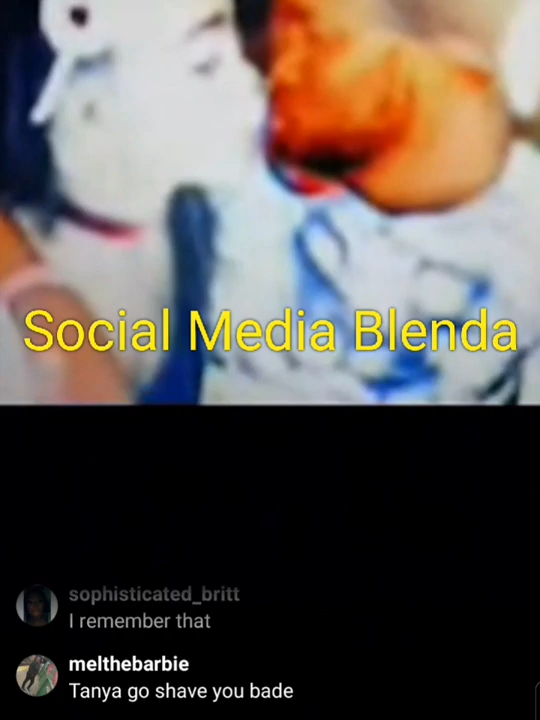 Social Media Blenda
sophisticated_britt
I remember that
melthebarbie
Tanya go shave you bade